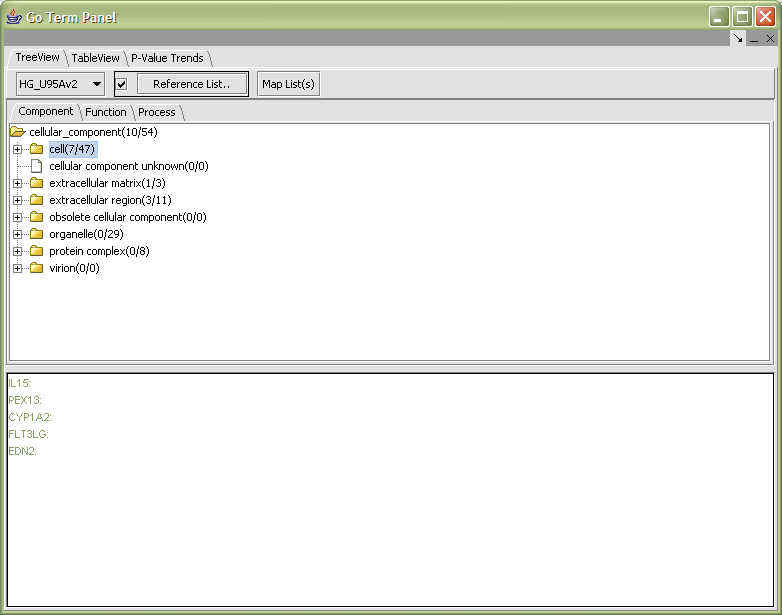 Go Term Panel
TreeView TableView P-Value Trends
HG_U95Av2 Reference List.. Map List(s)
Component Function Process
cellular_component(10/54)
cell(7/47)
cellular component unknown(0/0)
extracellular matrix(1/3)
extracellular region(3/11)
obsolete cellular component(0/0)
organelle(0/29)
protein complex(0/8)
virion(0/0)
IL15:
PEX13:
CYP1A2:
FLT3LG:
EDN2: